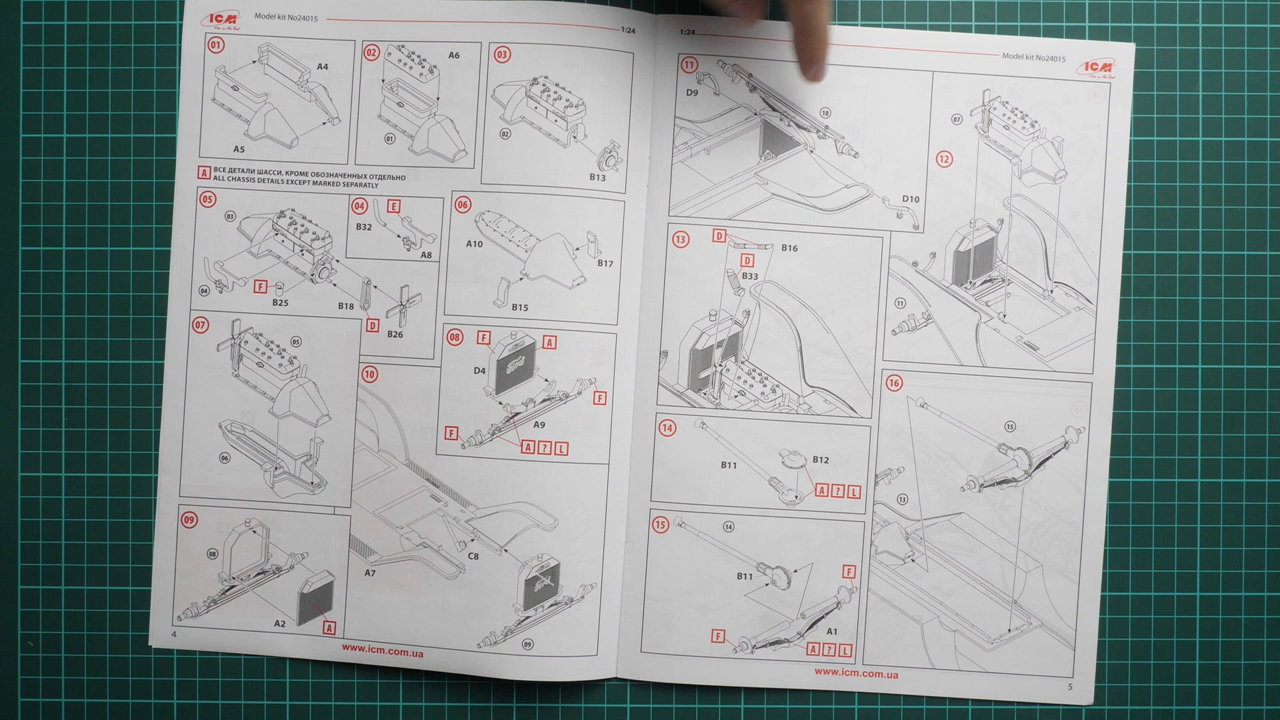 ICM
Model kit No24015
1:24
01
A4
A5
02
A6
01
03
02
B13
A ВСЕ ДЕТАЛИ ШАССИ, КРОМЕ ОБОЗНАЧЕННЫХ ОТДЕЛЬНО
ALL CHASSIS DETAILS EXCEPT MARKED SEPARATLY
05
03
04
F
B25
B18
D
B26
04
E
B32
A8
06
A10
B17
B15
07
05
06
08
F
A
D4
F
A9
F
A ? L
09
08
A2
A
10
A7
C8
09
4
www.icm.com.ua
1:24
Model kit No24015
ICM
11
D9
10
D10
12
07
11
13
D
B16
D
B33
14
B11
B12
A ? L
15
14
B11
F
F
A1
A ? L
16
15
13
www.icm.com.ua
5